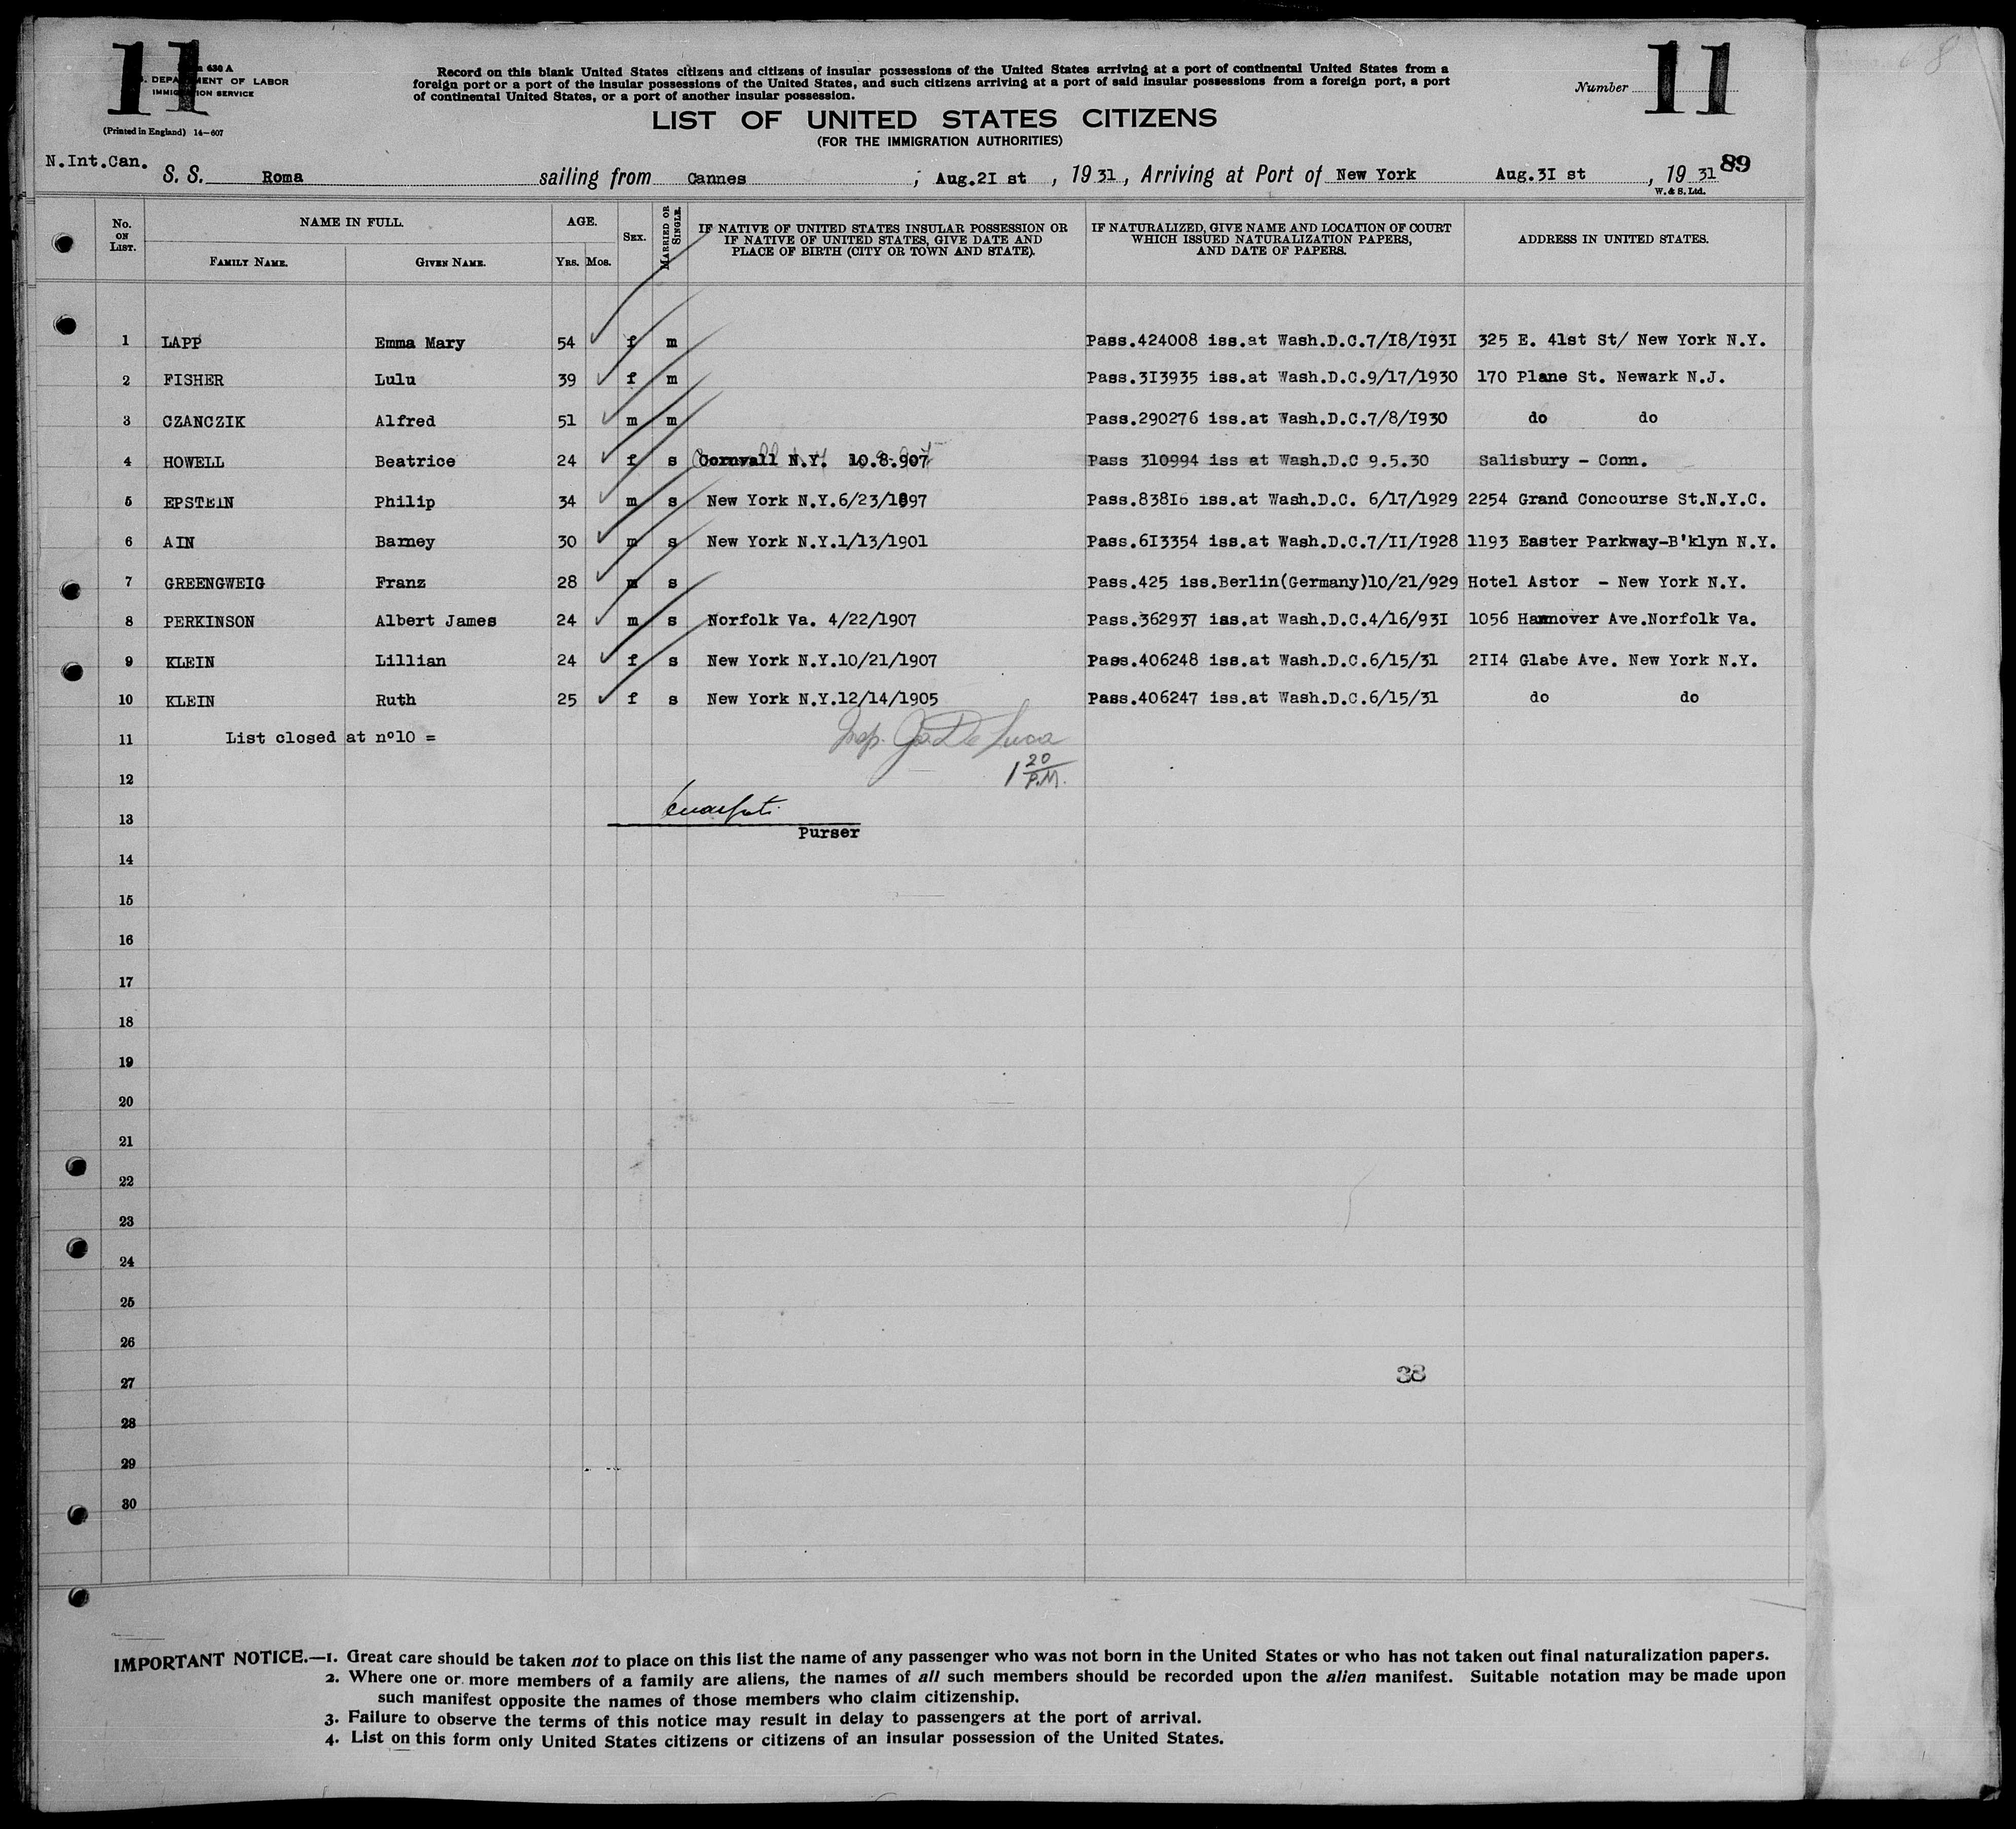 11
630 A
DEPARTMENT OF LABOR
IMMIGRATION SERVICE
(Printed in England) 14-607
Record on this blank United States citizens and citizens of insular possessions of the United States arriving at a port of continental United States from a
foreign port or a port of the insular possessions of the United States, and such citizens arriving at a port of said insular possessions from a foreign port, a port
of continental United States, or a port of another insular possession.
Number 11
LIST OF UNITED STATES CITIZENS
(FOR THE IMMIGRATION AUTHORITIES)
N.Int.Can.
S. S. Roma sailing from Cannes ; Aug.2I st , 19 31 , Arriving at Port of New York Aug.3I st , 19 31 89
W. & S. Ltd.
No. ON LIST. NAME IN FULL. AGE. SEX. MARRIED OR SINGLE. IF NATIVE OF UNITED STATES INSULAR POSSESSION OR IF NATIVE OF UNITED STATES, GIVE DATE AND PLACE OF BIRTH (CITY OR TOWN AND STATE). IF NATURALIZED, GIVE NAME AND LOCATION OF COURT WHICH ISSUED NATURALIZATION PAPERS, AND DATE OF PAPERS. ADDRESS IN UNITED STATES.
FAMILY NAME. GIVEN NAME. YRS. MOS.
1 LAPP Emma Mary 54 f m Pass.424008 iss.at Wash.D.C.7/I8/I93I 325 E. 41st St/ New York N.Y.
2 FISHER Lulu 39 f m Pass.3I3935 iss.at Wash.D.C.9/17/1930 170 Plane St. Newark N.J.
3 CZANCZIK Alfred 51 m m Pass.290276 iss.at Wash.D.C.7/8/I930 do do
4 HOWELL Beatrice 24 f s Cornvall N.Y. 10.8.907 Pass 310994 iss at Wash.D.C 9.5.30 Salisbury - Conn.
5 EPSTEIN Philip 34 m s New York N.Y.6/23/1897 Pass.838I6 iss.at Wash.D.C. 6/17/1929 2254 Grand Concourse St.N.Y.C.
6 AIN Barney 30 m s New York N.Y.1/13/1901 Pass.6I3354 iss.at Wash.D.C.7/II/I928 1193 Easter Parkway-B'klyn N.Y.
7 GREENGWEIG Franz 28 m s Pass.425 iss.Berlin(Germany)10/21/929 Hotel Astor - New York N.Y.
8 PERKINSON Albert James 24 m s Norfolk Va. 4/22/1907 Pass.362937 iss.at Wash.D.C.4/16/93I 1056 Hannover Ave.Norfolk Va.
9 KLEIN Lillian 24 f s New York N.Y.10/21/1907 Pass.406248 iss.at Wash.D.C.6/15/31 2II4 Glabe Ave. New York N.Y.
10 KLEIN Ruth 25 f s New York N.Y.12/14/1905 Pass.406247 iss.at Wash.D.C.6/15/31 do do
11 List closed at nº10 =
Insp. De Luca
12 1 20 P.M.
13
Purser
14
15
16
17
18
19
20
21
22
23
24
25
26
27 38
28
29
30
IMPORTANT NOTICE.—1. Great care should be taken not to place on this list the name of any passenger who was not born in the United States or who has not taken out final naturalization papers.
2. Where one or more members of a family are aliens, the names of all such members should be recorded upon the alien manifest. Suitable notation may be made upon
such manifest opposite the names of those members who claim citizenship.
3. Failure to observe the terms of this notice may result in delay to passengers at the port of arrival.
4. List on this form only United States citizens or citizens of an insular possession of the United States.